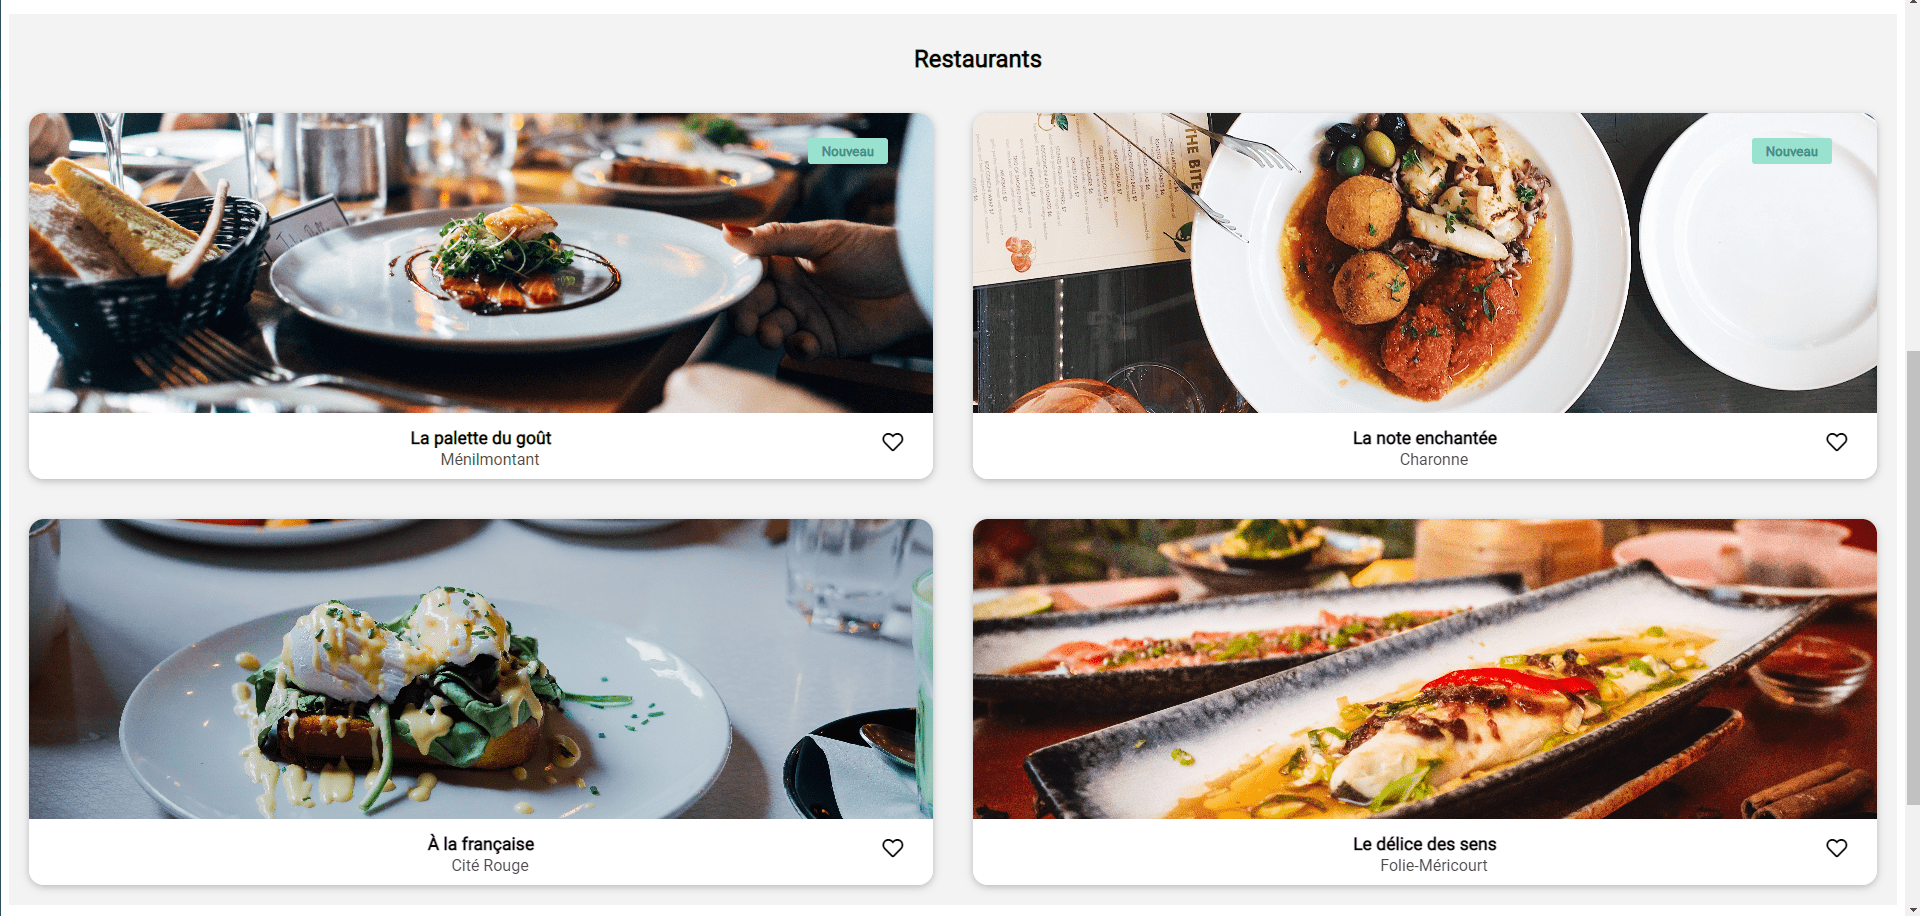 Restaurants
Nouveau
La palette du goût
Ménilmontant
THE BITE
Nouveau
La note enchantée
Charonne
À la française
Cité Rouge
Le délice des sens
Folie-Méricourt